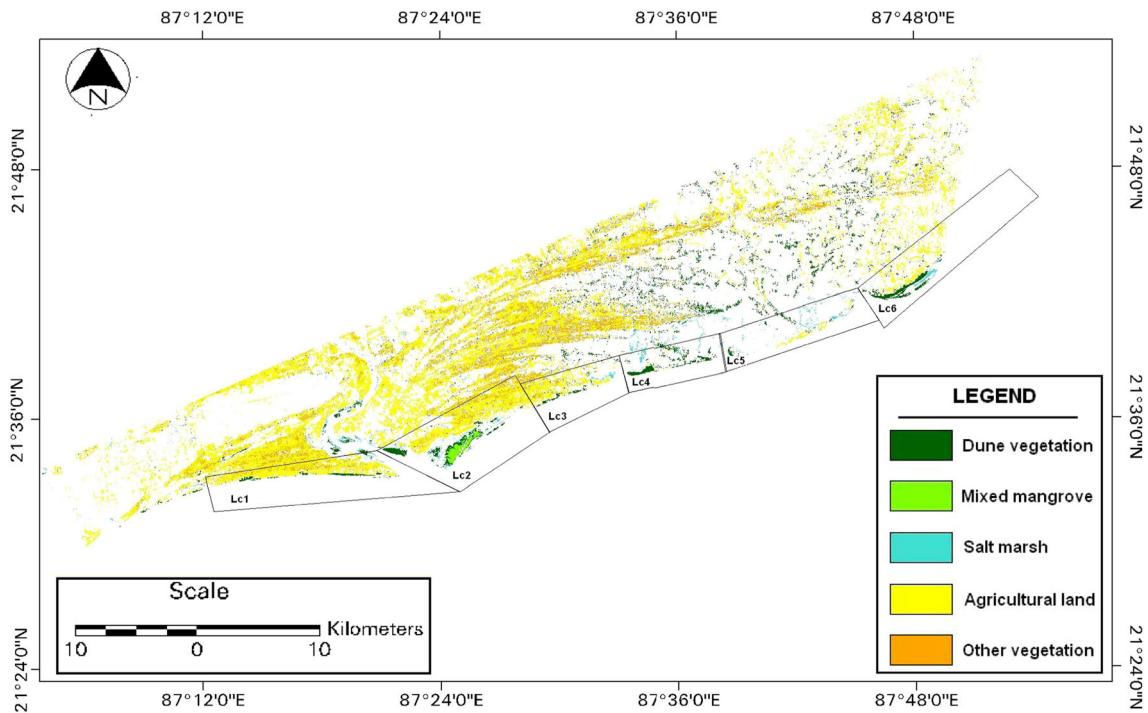 87°12'0"E 87°24'0"E 87°36'0"E 87°48'0"E
N
21°48'0"N 21°48'0"N
Lc6
Lc5
Lc4
21°36'0"N Lc3 21°36'0"N
Lc2
Lc1
LEGEND
Dune vegetation
Mixed mangrove
Salt marsh
Agricultural land
Other vegetation
Scale
Kilometers
10 0 10
21°24'0"N 21°24'0"N
87°12'0"E 87°24'0"E 87°36'0"E 87°48'0"E